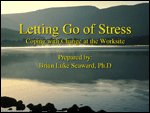 Letting Go of Stress
Coping with Change at the Worksite
Prepared by:
Brian Luke Seaward, Ph.D